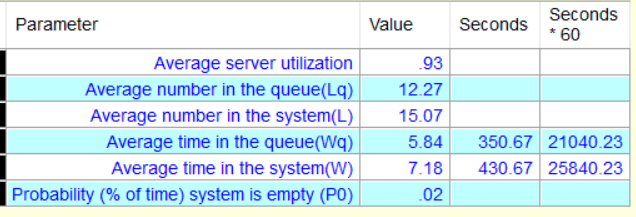 Parameter Value Seconds Seconds * 60
Average server utilization .93
Average number in the queue(Lq) 12.27
Average number in the system(L) 15.07
Average time in the queue(Wq) 5.84 350.67 21040.23
Average time in the system(W) 7.18 430.67 25840.23
Probability (% of time) system is empty (P0) .02